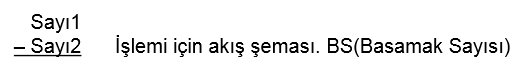 Sayı1
– Sayı2 İşlemi için akış şeması. BS(Basamak Sayısı)